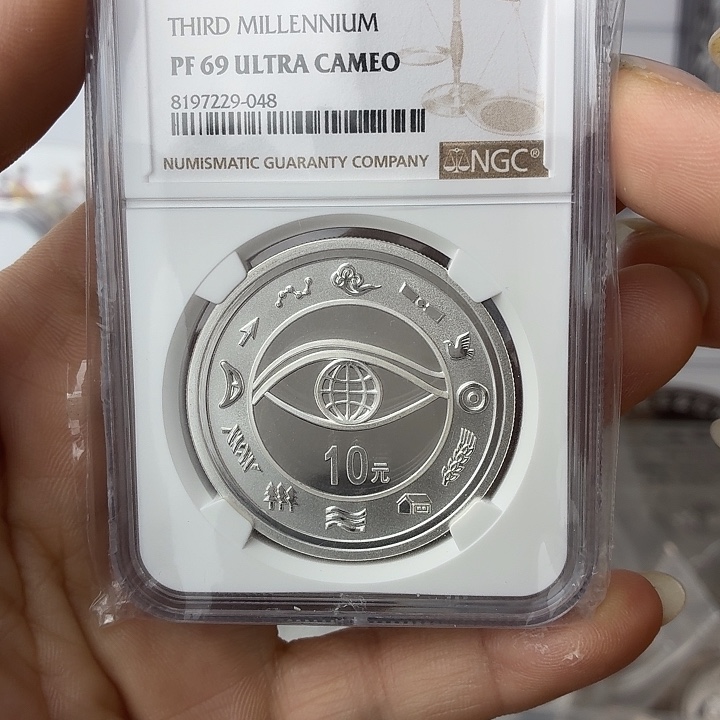 THIRD MILLENNIUM
PF 69 ULTRA CAMEO
8197229-048
NUMISMATIC GUARANTY COMPANY NGC®
10元